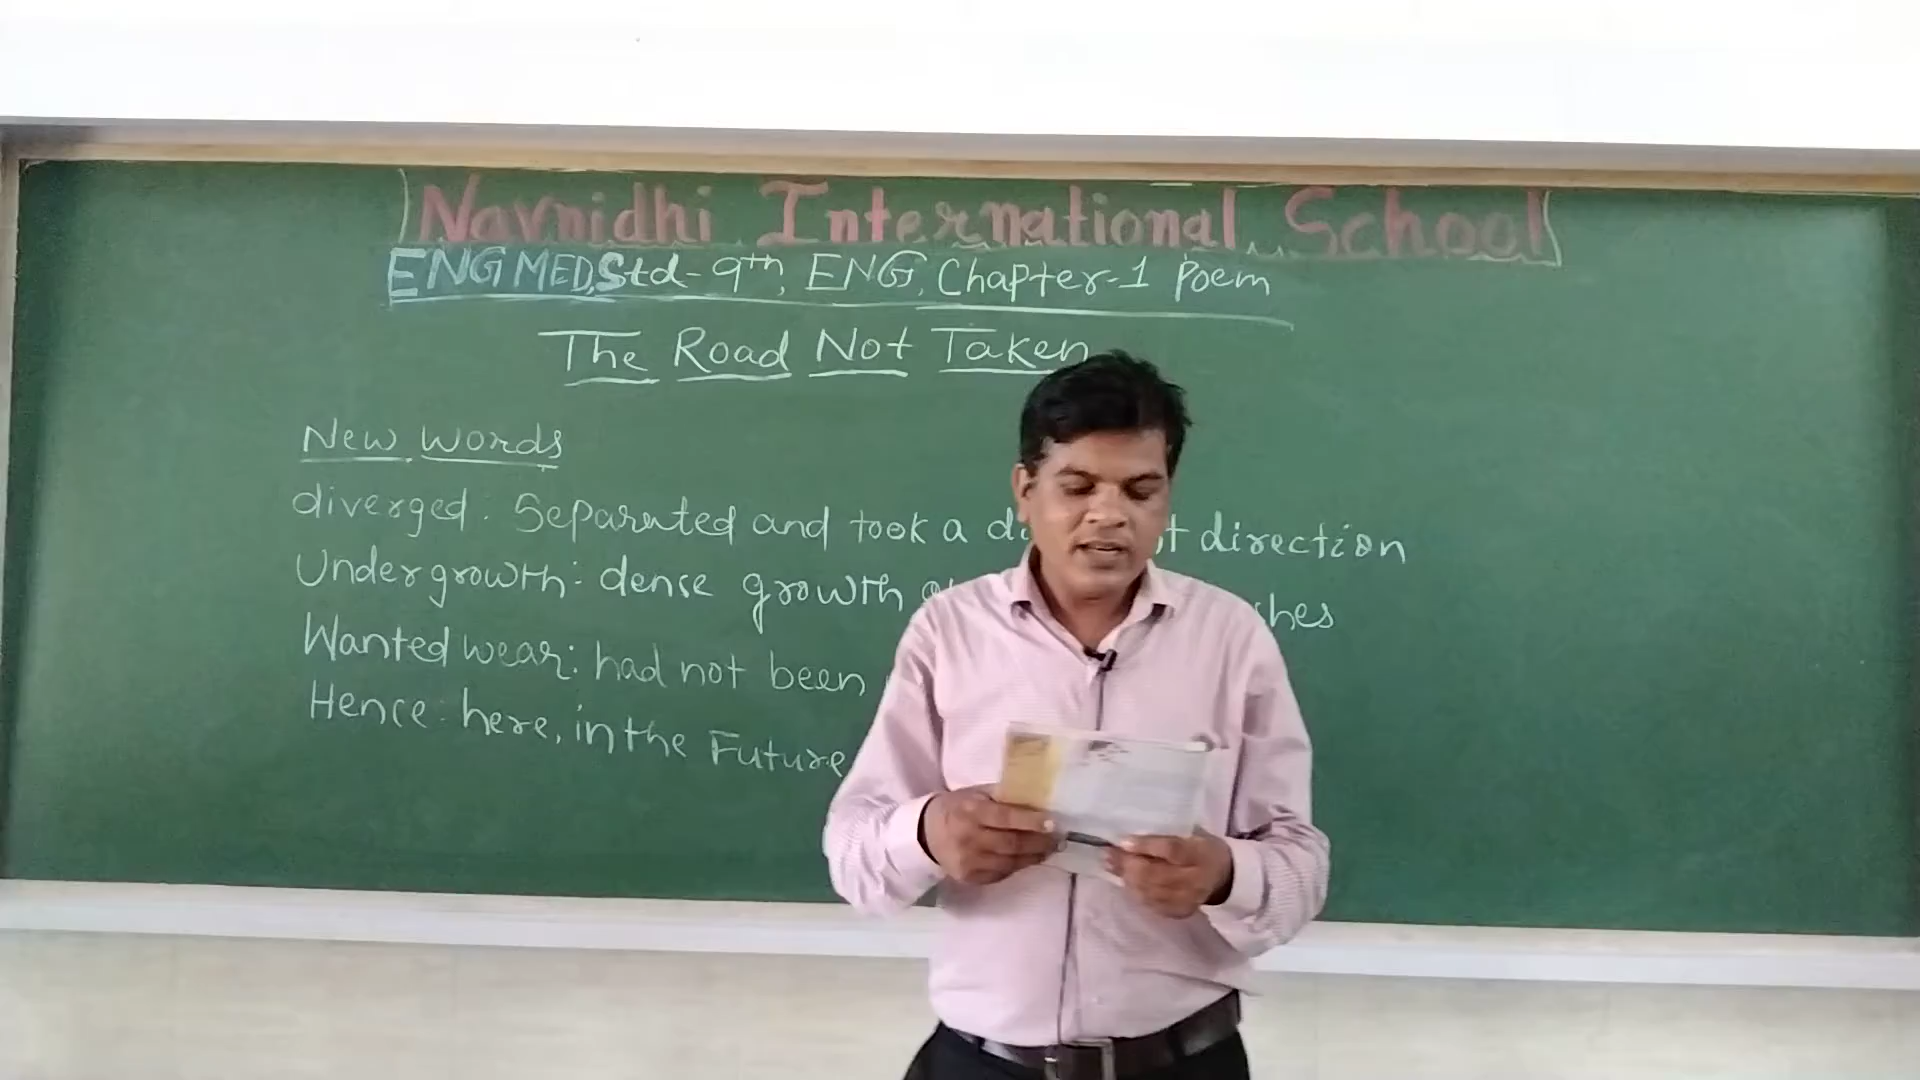 Navnidhi International School
ENG MED, Std-9th, ENG, Chapter-1 Poem
The Road Not Taken
New Words
diverged: Separated and took a direction
Undergrowth: dense growth
Wanted wear: had not been
Hence: here, in the Future